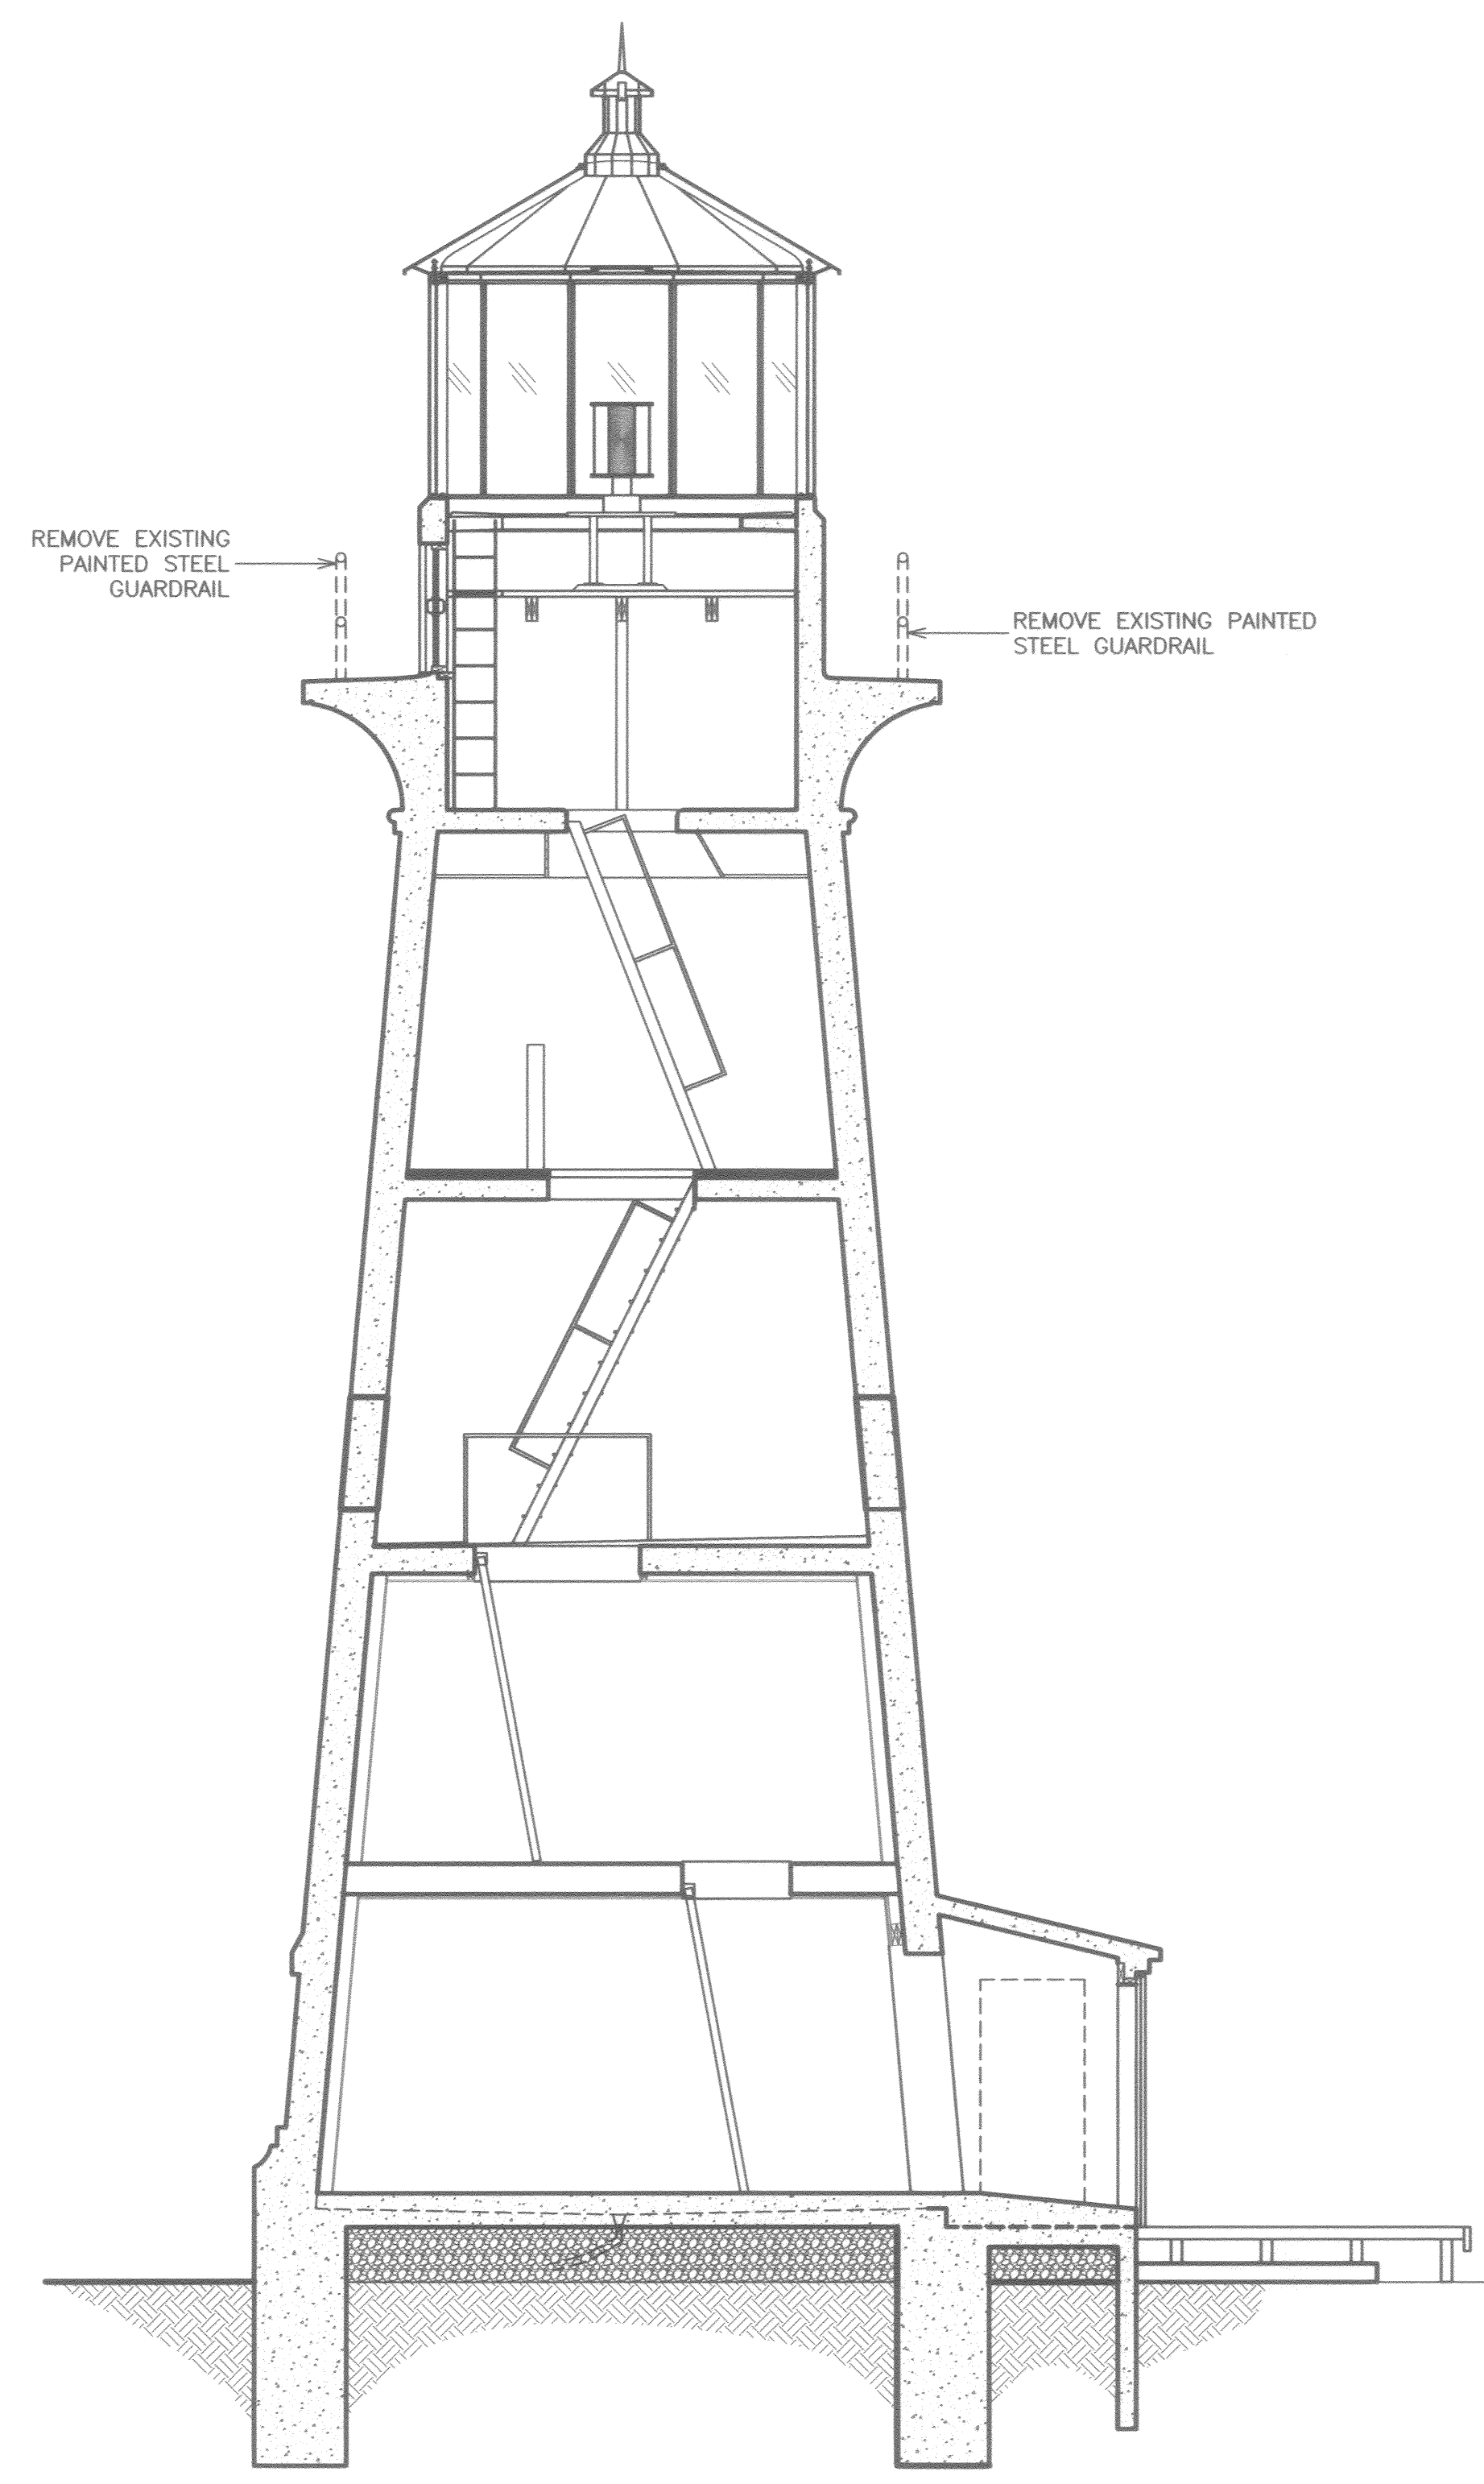 REMOVE EXISTING
PAINTED STEEL
GUARDRAIL
REMOVE EXISTING PAINTED
STEEL GUARDRAIL